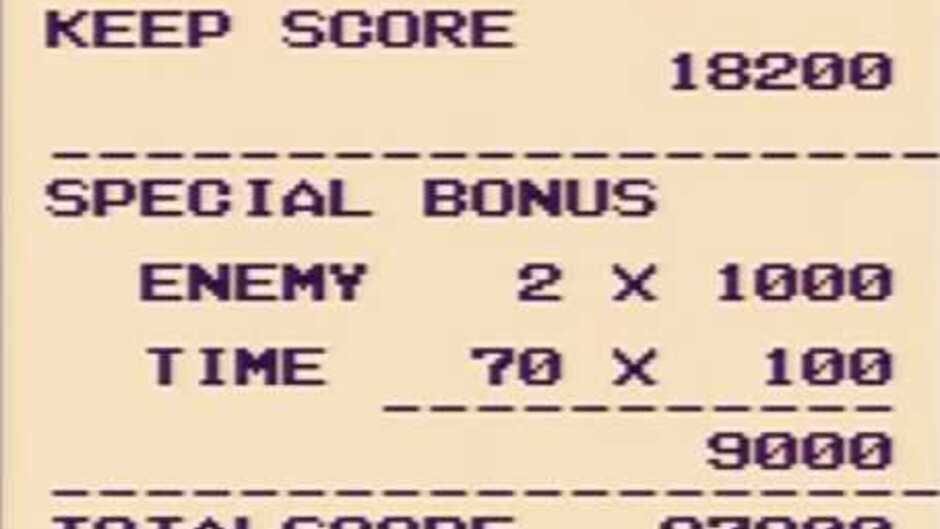 KEEP SCORE
18200
SPECIAL BONUS
ENEMY 2 X 1000
TIME 70 X 100
9000